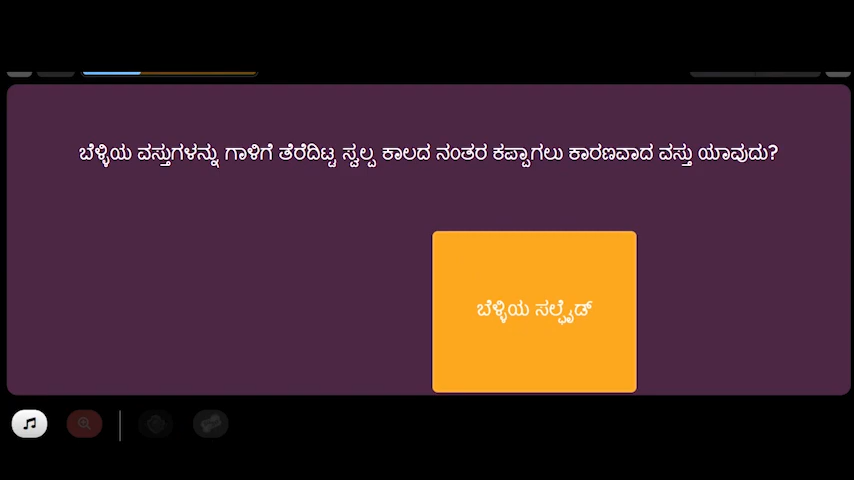 ಬೆಳ್ಳಿಯ ವಸ್ತುಗಳನ್ನು ಗಾಳಿಗೆ ತೆರೆದಿಟ್ಟ ಸ್ವಲ್ಪ ಕಾಲದ ನಂತರ ಕಪ್ಪಾಗಲು ಕಾರಣವಾದ ವಸ್ತು ಯಾವುದು?
ಬೆಳ್ಳಿಯ ಸಲ್ಫೈಡ್